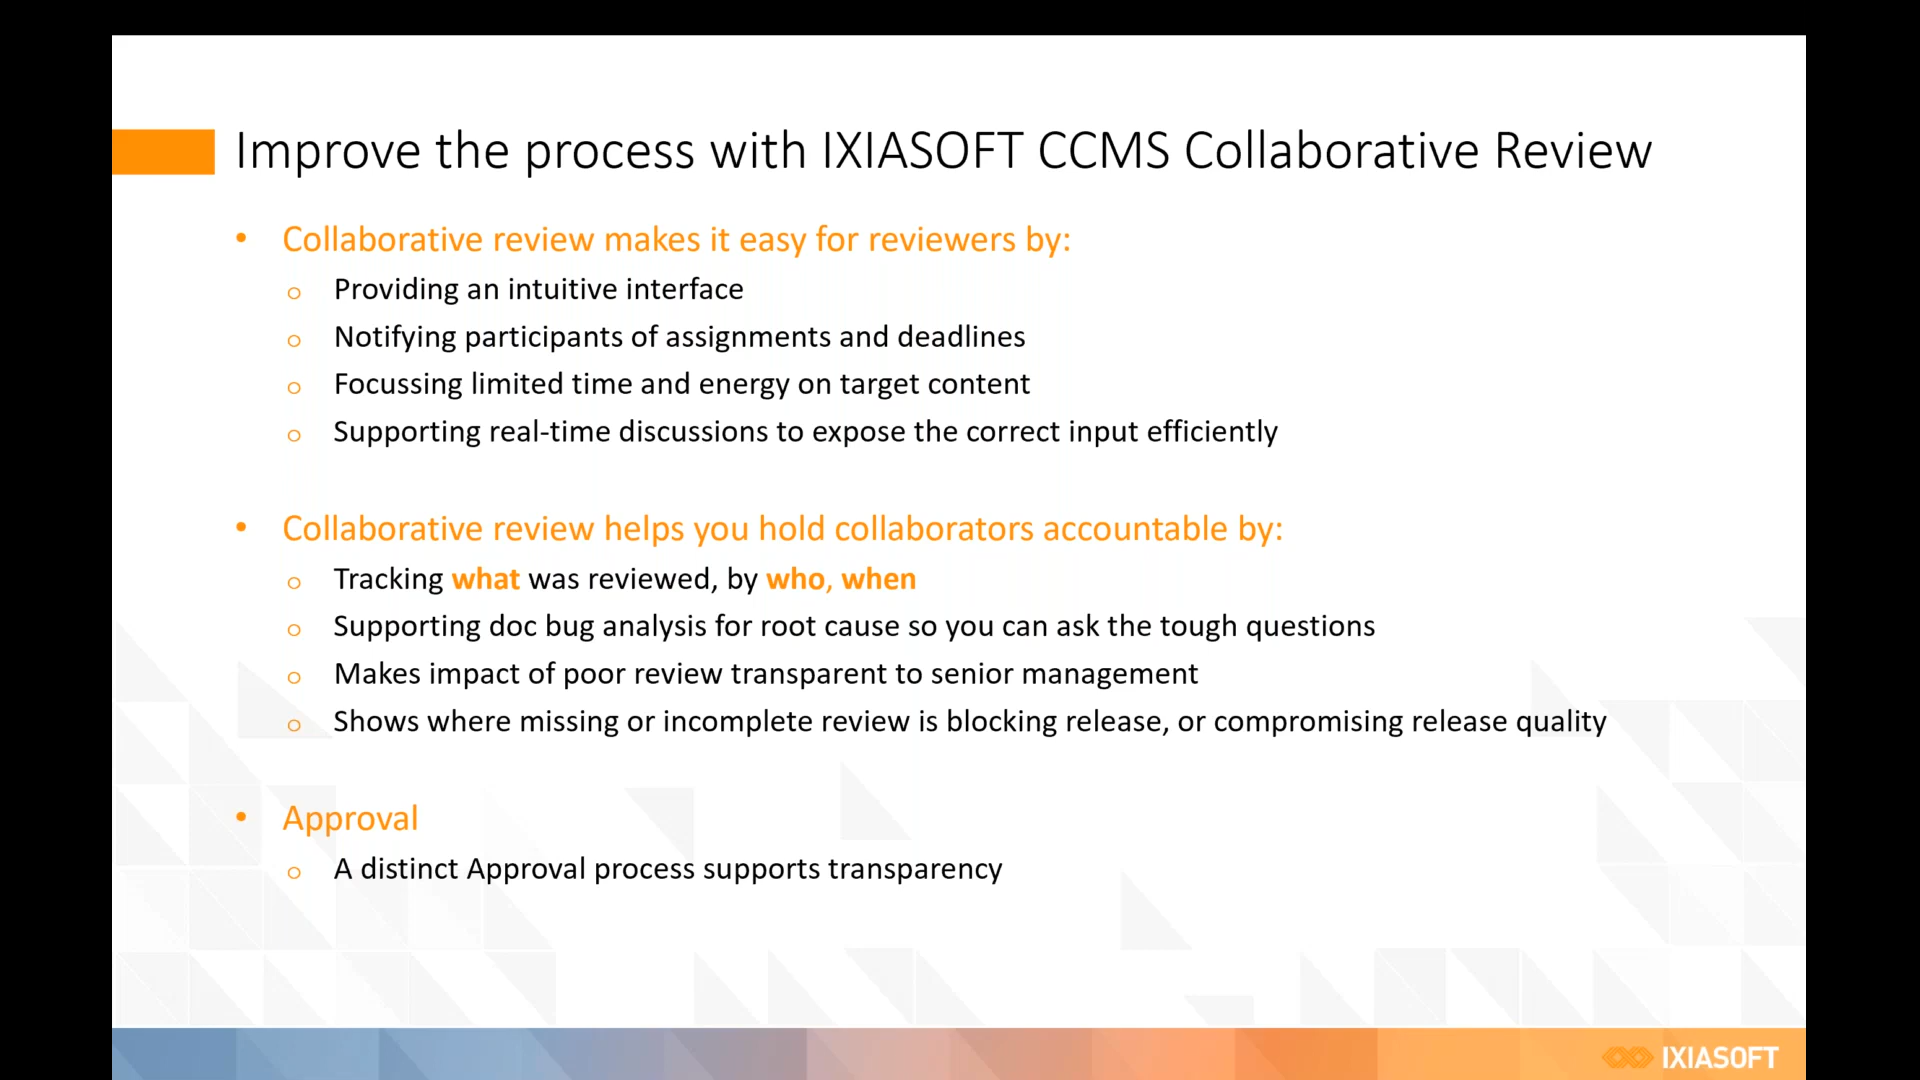 Improve the process with IXIASOFT CCMS Collaborative Review
• Collaborative review makes it easy for reviewers by:
o Providing an intuitive interface
o Notifying participants of assignments and deadlines
o Focussing limited time and energy on target content
o Supporting real-time discussions to expose the correct input efficiently
• Collaborative review helps you hold collaborators accountable by:
o Tracking what was reviewed, by who, when
o Supporting doc bug analysis for root cause so you can ask the tough questions
o Makes impact of poor review transparent to senior management
o Shows where missing or incomplete review is blocking release, or compromising release quality
• Approval
o A distinct Approval process supports transparency
IXIASOFT